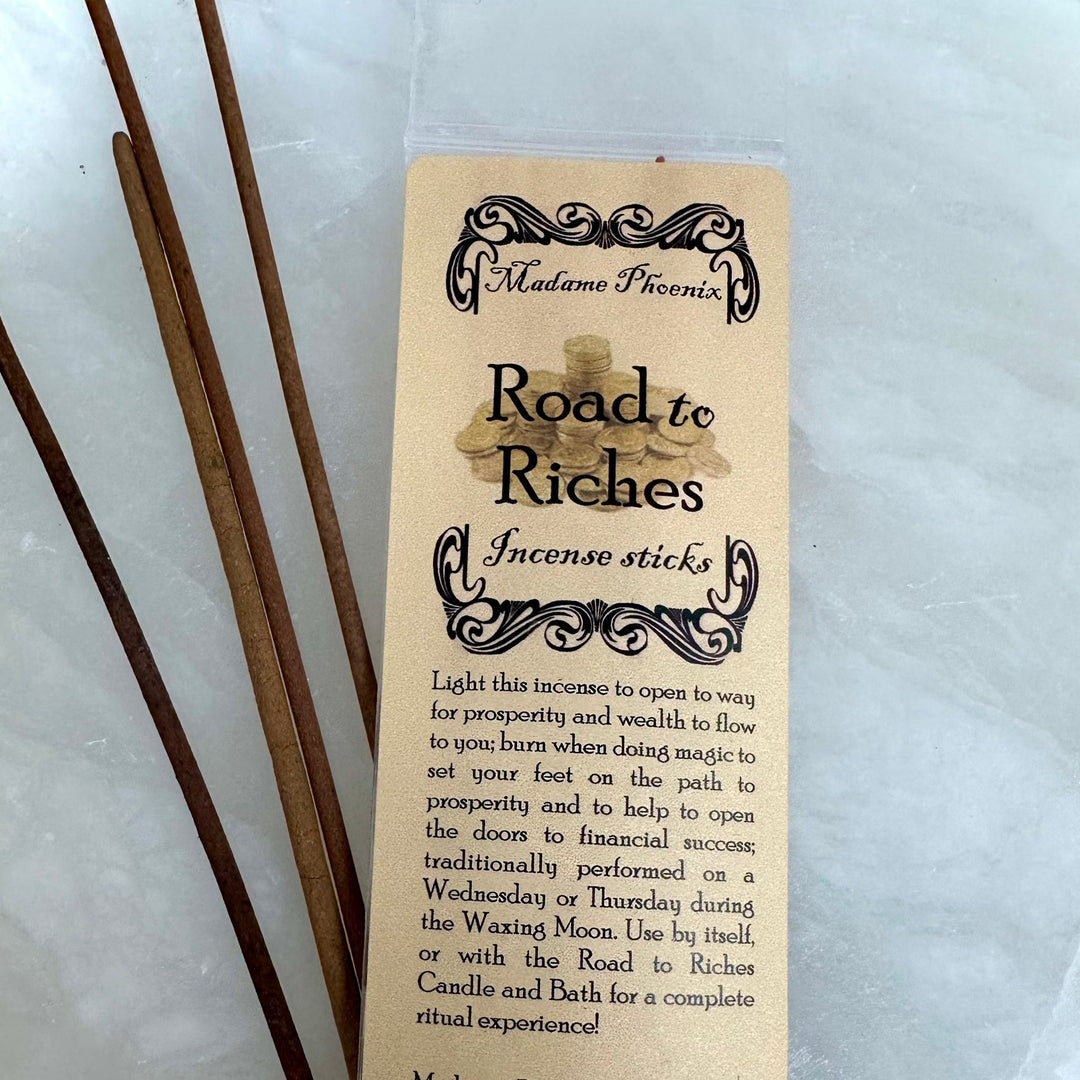 Madame Phoenix
Road to
Riches
Incense sticks
Light this incense to open to way
for prosperity and wealth to flow
to you; burn when doing magic to
set your feet on the path to
prosperity and to help to open
the doors to financial success;
traditionally performed on a
Wednesday or Thursday during
the Waxing Moon. Use by itself,
or with the Road to Riches
Candle and Bath for a complete
ritual experience!